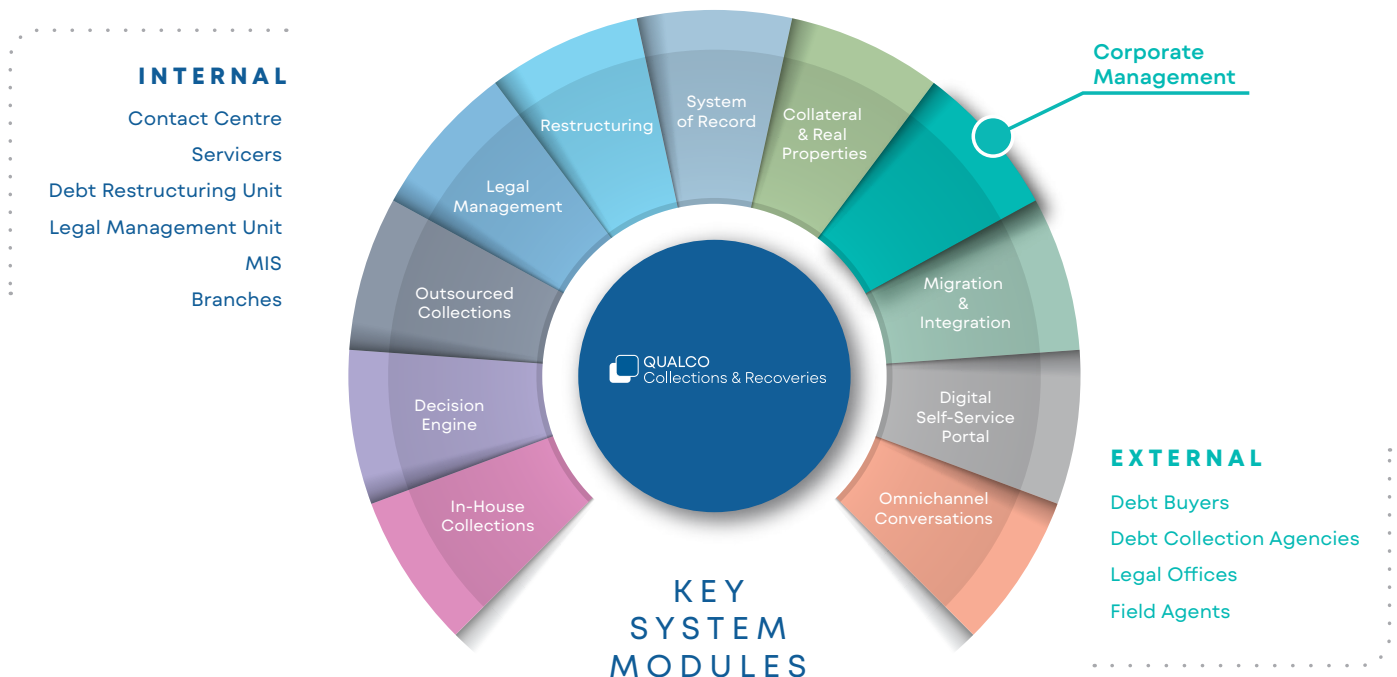 INTERNAL
Contact Centre
Servicers
Debt Restructuring Unit
Legal Management Unit
MIS
Branches
In-House
Collections
Decision
Engine
Outsourced
Collections
Legal
Management
Restructuring
System
of Record
Collateral
& Real
Properties
Corporate
Management
Migration
&
Integration
Digital
Self-Service
Portal
Omnichannel
Conversations
QUALCO
Collections & Recoveries
KEY
SYSTEM
MODULES
EXTERNAL
Debt Buyers
Debt Collection Agencies
Legal Offices
Field Agents